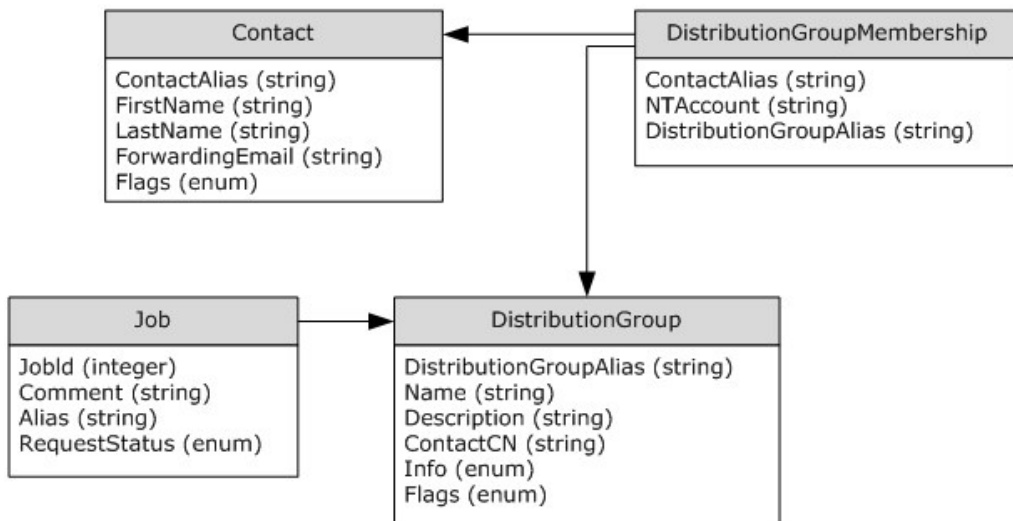 Contact
ContactAlias (string)
FirstName (string)
LastName (string)
ForwardingEmail (string)
Flags (enum)
DistributionGroupMembership
ContactAlias (string)
NTAccount (string)
DistributionGroupAlias (string)
Job
JobId (integer)
Comment (string)
Alias (string)
RequestStatus (enum)
DistributionGroup
DistributionGroupAlias (string)
Name (string)
Description (string)
ContactCN (string)
Info (enum)
Flags (enum)